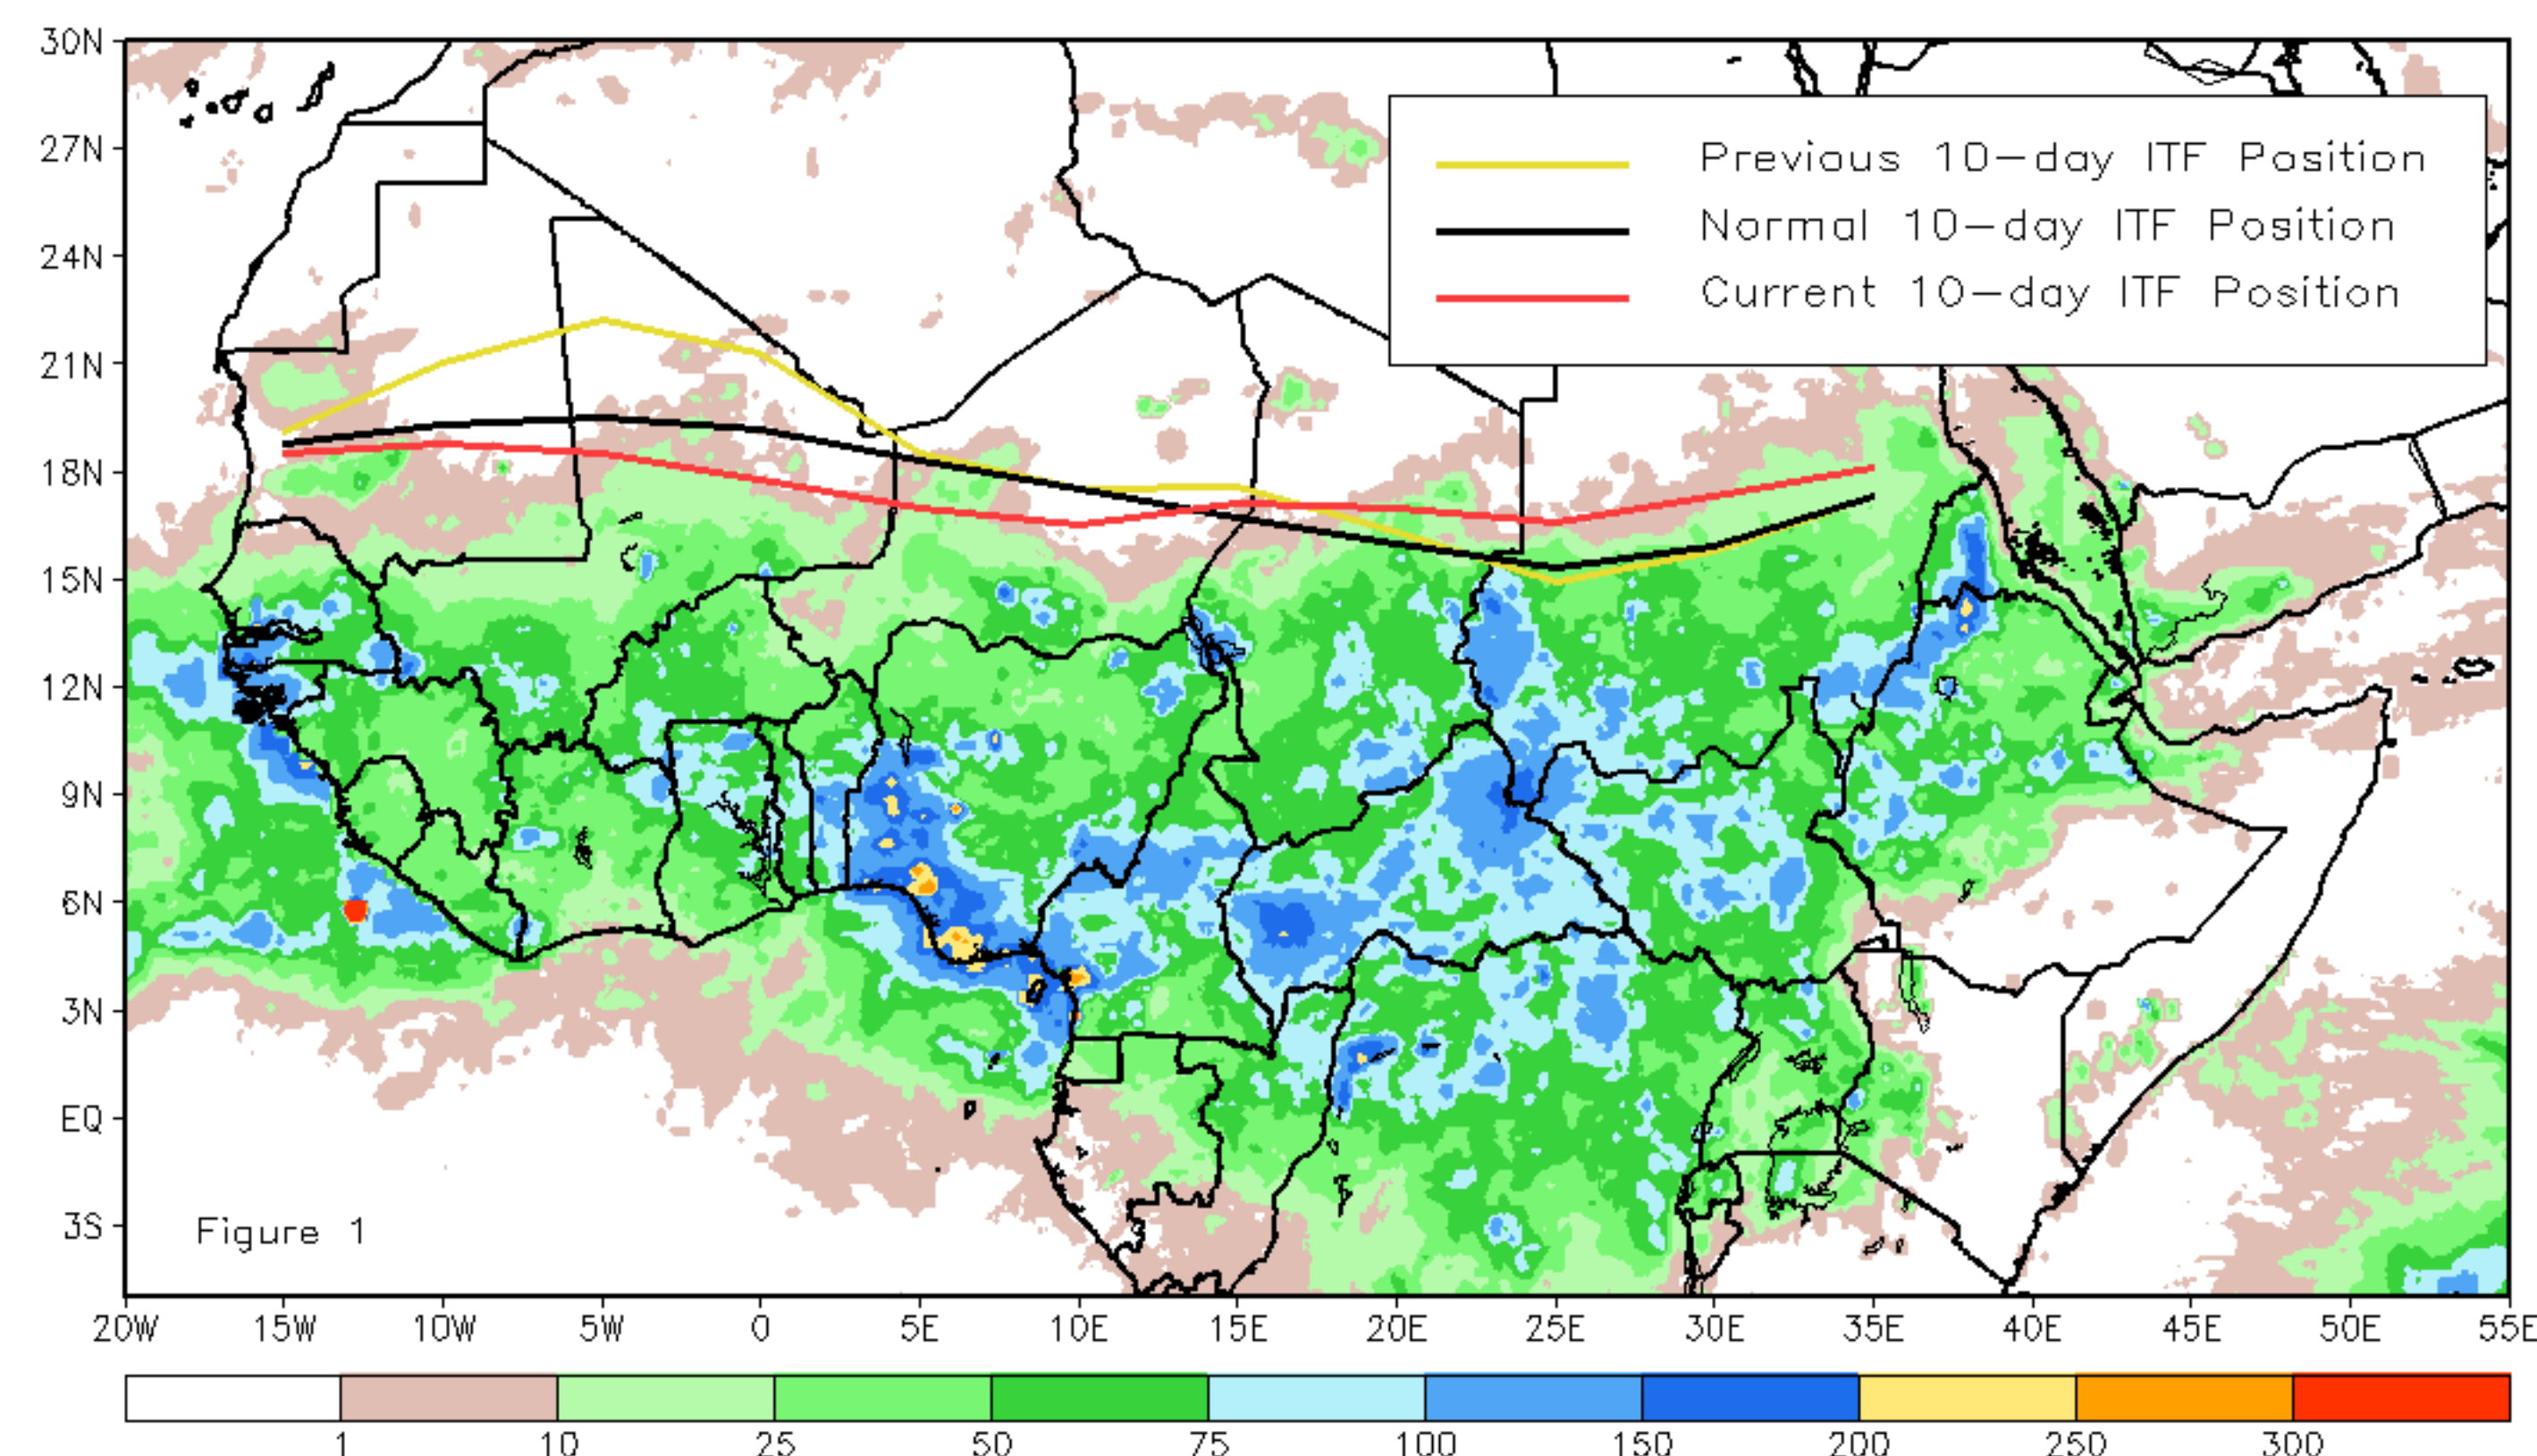 30N
27N
24N
21N
18N
15N
12N
9N
6N
3N
EQ
3S
Previous 10-day ITF Position
Normal 10-day ITF Position
Current 10-day ITF Position
Figure 1
20W 15W 10W 5W 0 5E 10E 15E 20E 25E 30E 35E 40E 45E 50E 55E
1 10 25 50 75 100 150 200 250 300